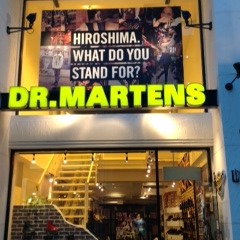 HIROSHIMA.
WHAT DO YOU
STAND FOR?
DR. MARTENS